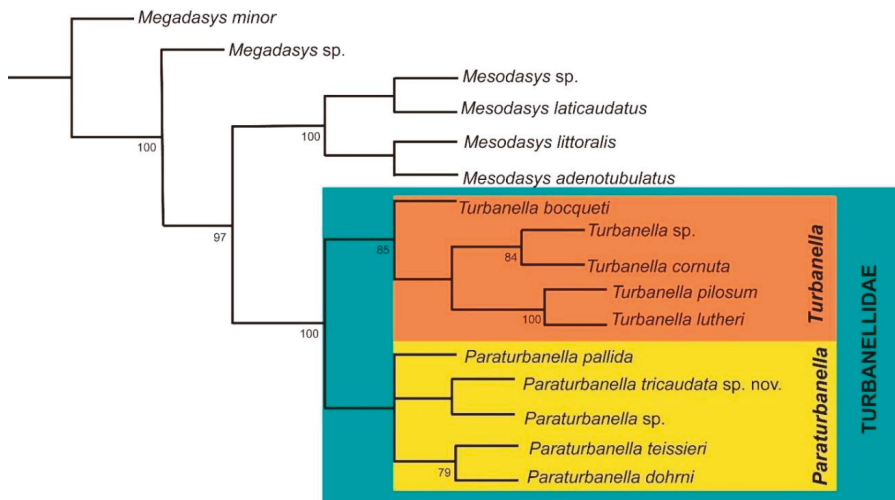 Megadasys minor
Megadasys sp.
Mesodasys sp.
100
Mesodasys laticaudatus
100
Mesodasys littoralis
Mesodasys adenotubulatus
Turbanella bocqueti
97
85
Turbanella sp.
84
Turbanella cornuta
Turbanella pilosum
100
Turbanella lutheri
Turbanella
100
Paraturbanella pallida
Paraturbanella tricaudata sp. nov.
Paraturbanella sp.
Paraturbanella teissieri
79
Paraturbanella dohrni
Paraturbanella
TURBANELLIDAE